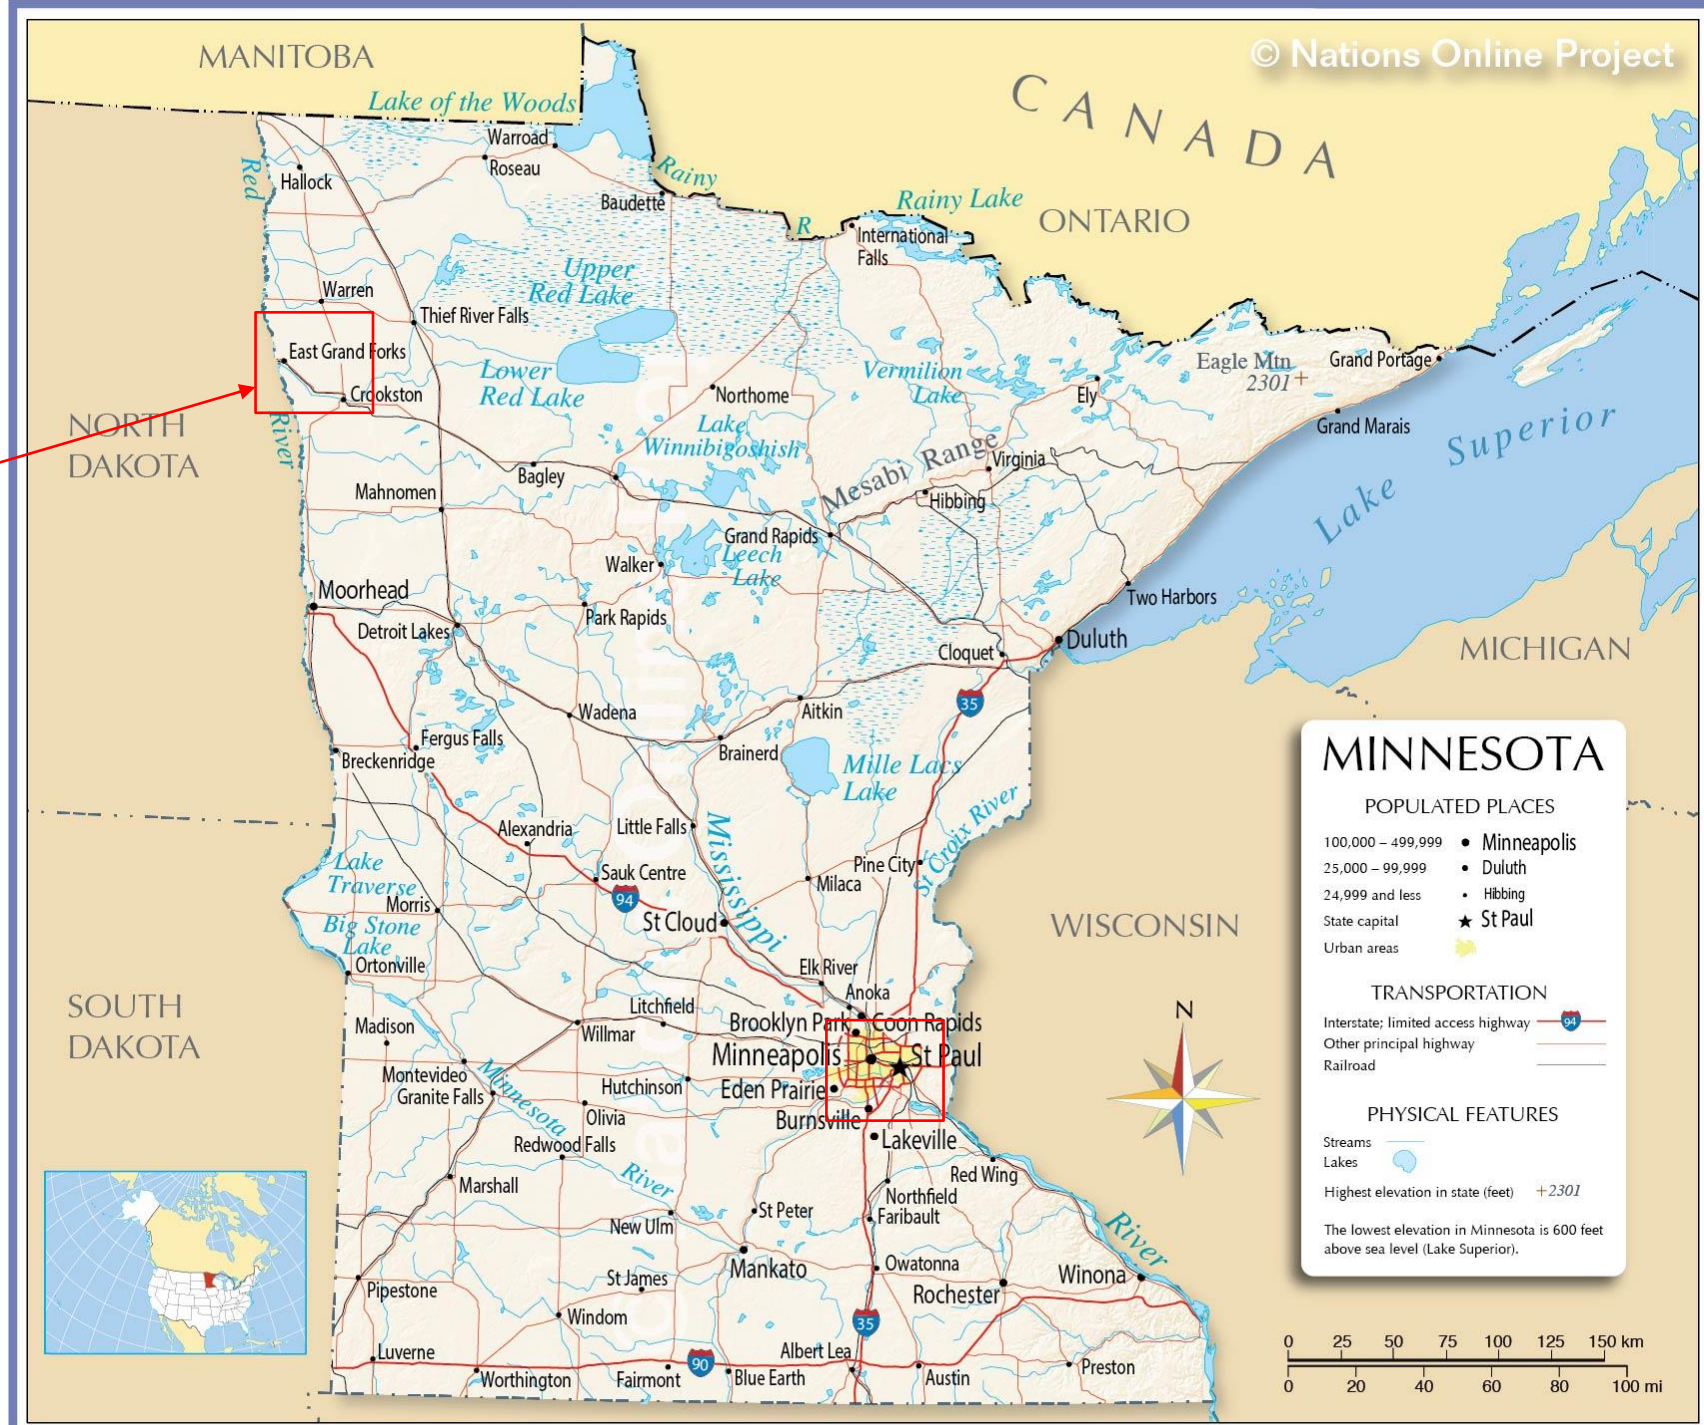 © Nations Online Project
MANITOBA
CANADA
Lake of the Woods
Warroad
Roseau
Red
Hallock
Rainy
Baudette
R
Rainy Lake
ONTARIO
International
Falls
Upper
Red Lake
Warren
Thief River Falls
East Grand Forks
Lower
Red Lake
Crookston
River
NORTH
DAKOTA
Northome
Vermilion
Lake
Ely
Eagle Mtn
2301
Grand Portage
Grand Marais
Lake
Superior
Lake
Winnibigoshish
Mesabi Range
Virginia
Hibbing
Bagley
Mahnomen
Grand Rapids
Leech
Lake
Walker
Moorhead
Park Rapids
Detroit Lakes
Two Harbors
Duluth
Cloquet
MICHIGAN
35
Wadena
Aitkin
Brainerd
Fergus Falls
Breckenridge
Mille Lacs
Lake
St Croix River
Alexandria
Little Falls
Mississippi
Pine City
Milaca
Lake
Traverse
Sauk Centre
94
Morris
Big Stone
Lake
St Cloud
WISCONSIN
Ortonville
Elk River
Anoka
SOUTH
DAKOTA
Litchfield
Madison
Willmar
Brooklyn Park
Coon Rapids
Minneapolis
St Paul
Montevideo
Granite Falls
Minnesota
Hutchinson
Eden Prairie
Olivia
Burnsville
Redwood Falls
Lakeville
River
Marshall
Red Wing
New Ulm
St Peter
Northfield
Faribault
River
Mankato
Owatonna
Pipestone
St James
Rochester
Winona
Windom
35
Luverne
Albert Lea
90
Worthington
Fairmont
Blue Earth
Austin
Preston
MINNESOTA
POPULATED PLACES
100,000 – 499,999 Minneapolis
25,000 – 99,999 Duluth
24,999 and less Hibbing
State capital St Paul
Urban areas
TRANSPORTATION
Interstate; limited access highway 94
Other principal highway
Railroad
PHYSICAL FEATURES
Streams
Lakes
Highest elevation in state (feet) +2301
The lowest elevation in Minnesota is 600 feet
above sea level (Lake Superior).
N
0 25 50 75 100 125 150 km
0 20 40 60 80 100 mi